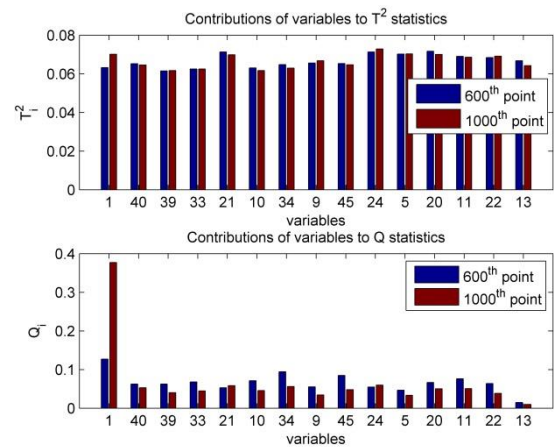 Contributions of variables to T² statistics
0.08
0.06
0.04
0.02
0
T²ᵢ
600ᵗʰ point
1000ᵗʰ point
1 40 39 33 21 10 34 9 45 24 5 20 11 22 13
variables
Contributions of variables to Q statistics
0.4
0.3
0.2
0.1
0
Qᵢ
600ᵗʰ point
1000ᵗʰ point
1 40 39 33 21 10 34 9 45 24 5 20 11 22 13
variables